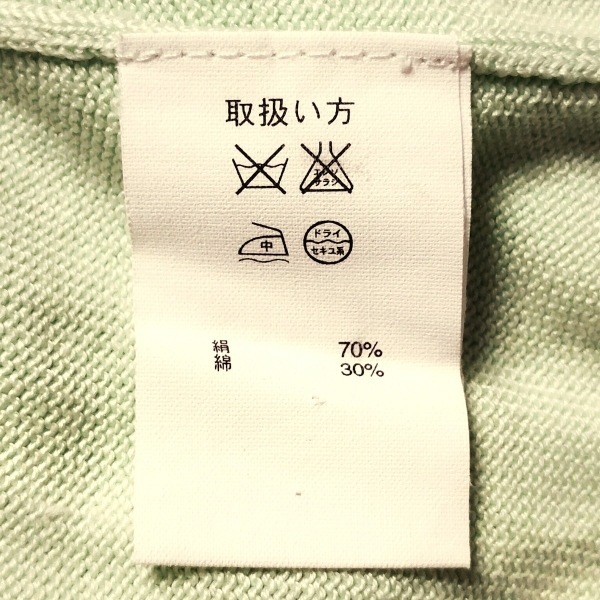 取扱い方
エンソ
サラシ
中
ドライ
セキユ系
絹 70%
綿 30%